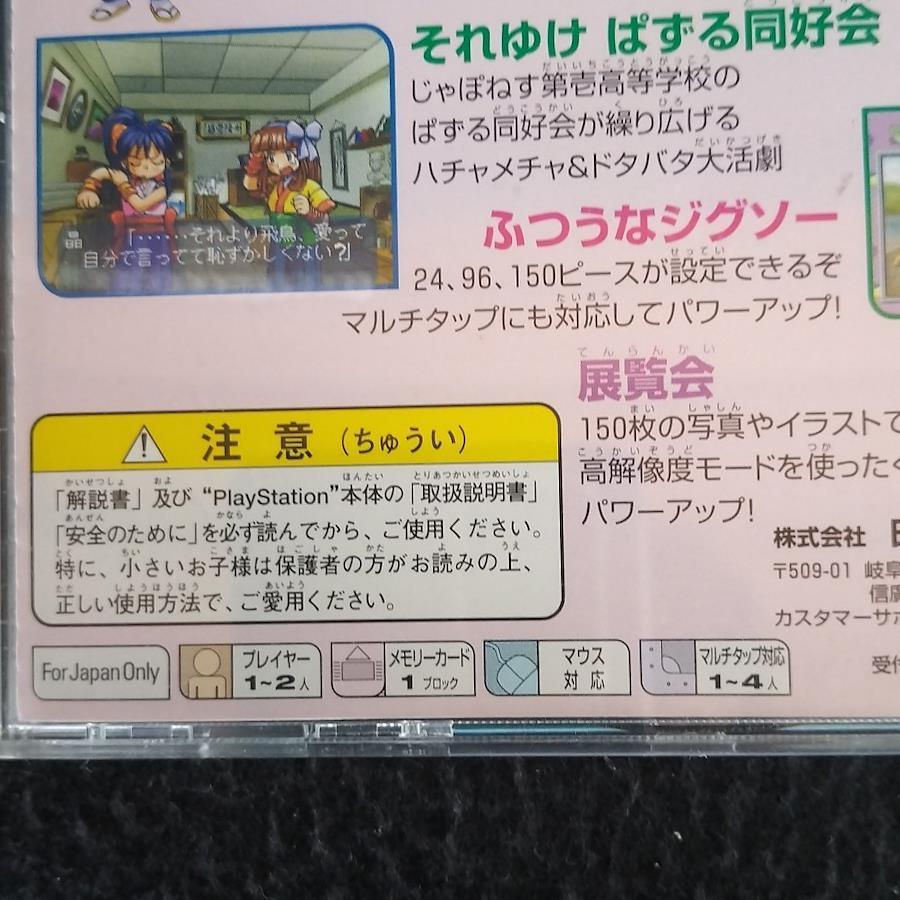 それゆけ ぱずる同好会
じゃぽねす第壱高等学校の
ぱずる同好会が繰り広げる
ハチャメチャ&ドタバタ大活劇
晶 「……それより飛鳥、愛って
自分で言ってて恥ずかしくない?」
ふつうなジグソー
24、96、150ピースが設定できるぞ
マルチタップにも対応してパワーアップ!
展覧会
150枚の写真やイラストで
高解像度モードを使ったく
パワーアップ!
注意(ちゅうい)
「解説書」及び “PlayStation”本体の「取扱説明書」
「安全のために」を必ず読んでから、ご使用ください。
特に、小さいお子様は保護者の方がお読みの上、
正しい使用方法で、ご愛用ください。
株式会社
〒509-01 岐阜
カスタマーサポ
受付
For Japan Only
プレイヤー
1~2人
メモリーカード
1ブロック
マウス
対応
マルチタップ対応
1~4人